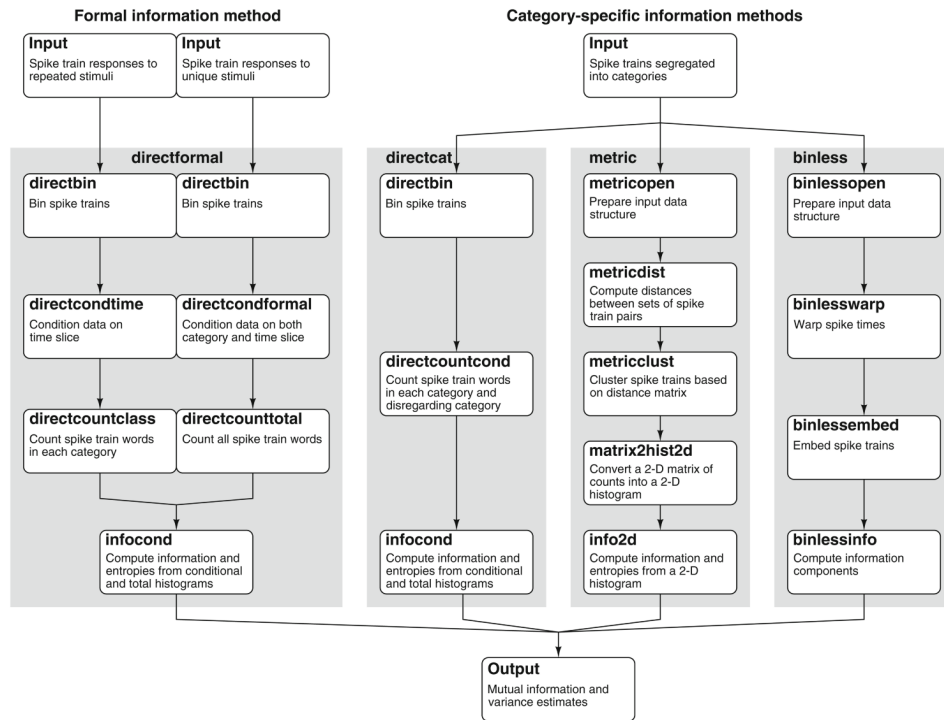 Formal information method
Category-specific information methods
Input
Spike train responses to
repeated stimuli
Input
Spike train responses to
unique stimuli
Input
Spike trains segregated
into categories
directformal
directbin
Bin spike trains
directbin
Bin spike trains
directcondtime
Condition data on
time slice
directcondformal
Condition data on both
category and time slice
directcountclass
Count spike train words
in each category
directcounttotal
Count all spike train words
infocond
Compute information and
entropies from conditional
and total histograms
directcat
directbin
Bin spike trains
directcountcond
Count spike train words
in each category and
disregarding category
infocond
Compute information and
entropies from conditional
and total histograms
metric
metricopen
Prepare input data
structure
metricdist
Compute distances
between sets of spike
train pairs
metricclust
Cluster spike trains based
on distance matrix
matrix2hist2d
Convert a 2-D matrix of
counts into a 2-D
histogram
info2d
Compute information and
entropies from a 2-D
histogram
binless
binlessopen
Prepare input data
structure
binlesswarp
Warp spike times
binlessembed
Embed spike trains
binlessinfo
Compute information
components
Output
Mutual information and
variance estimates